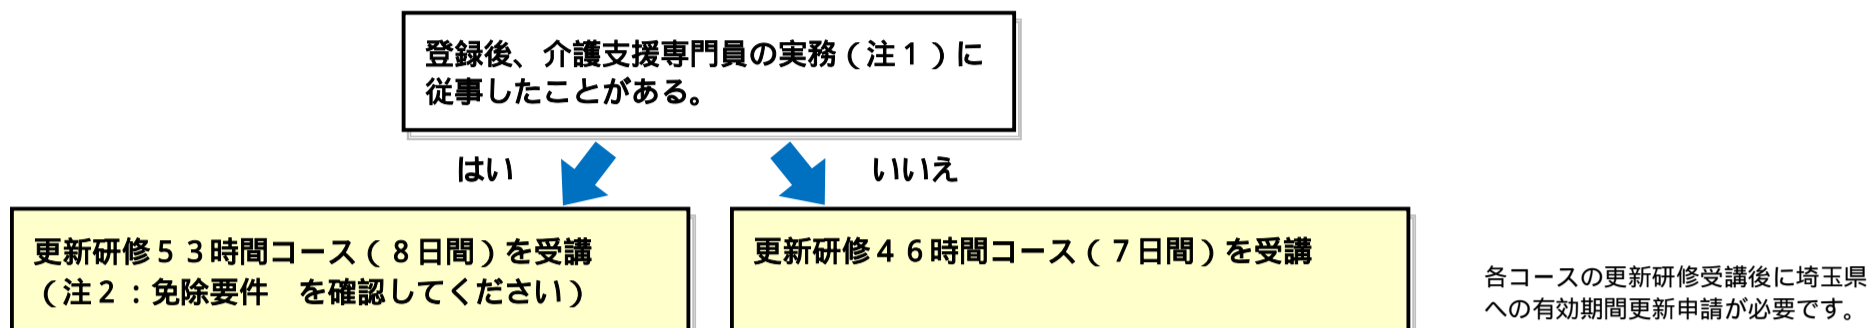 登録後、介護支援専門員の実務（注１）に
従事したことがある。
はい
いいえ
更新研修５３時間コース（８日間）を受講
（注２：免除要件　を確認してください）
更新研修４６時間コース（７日間）を受講
各コースの更新研修受講後に埼玉県
への有効期間更新申請が必要です。